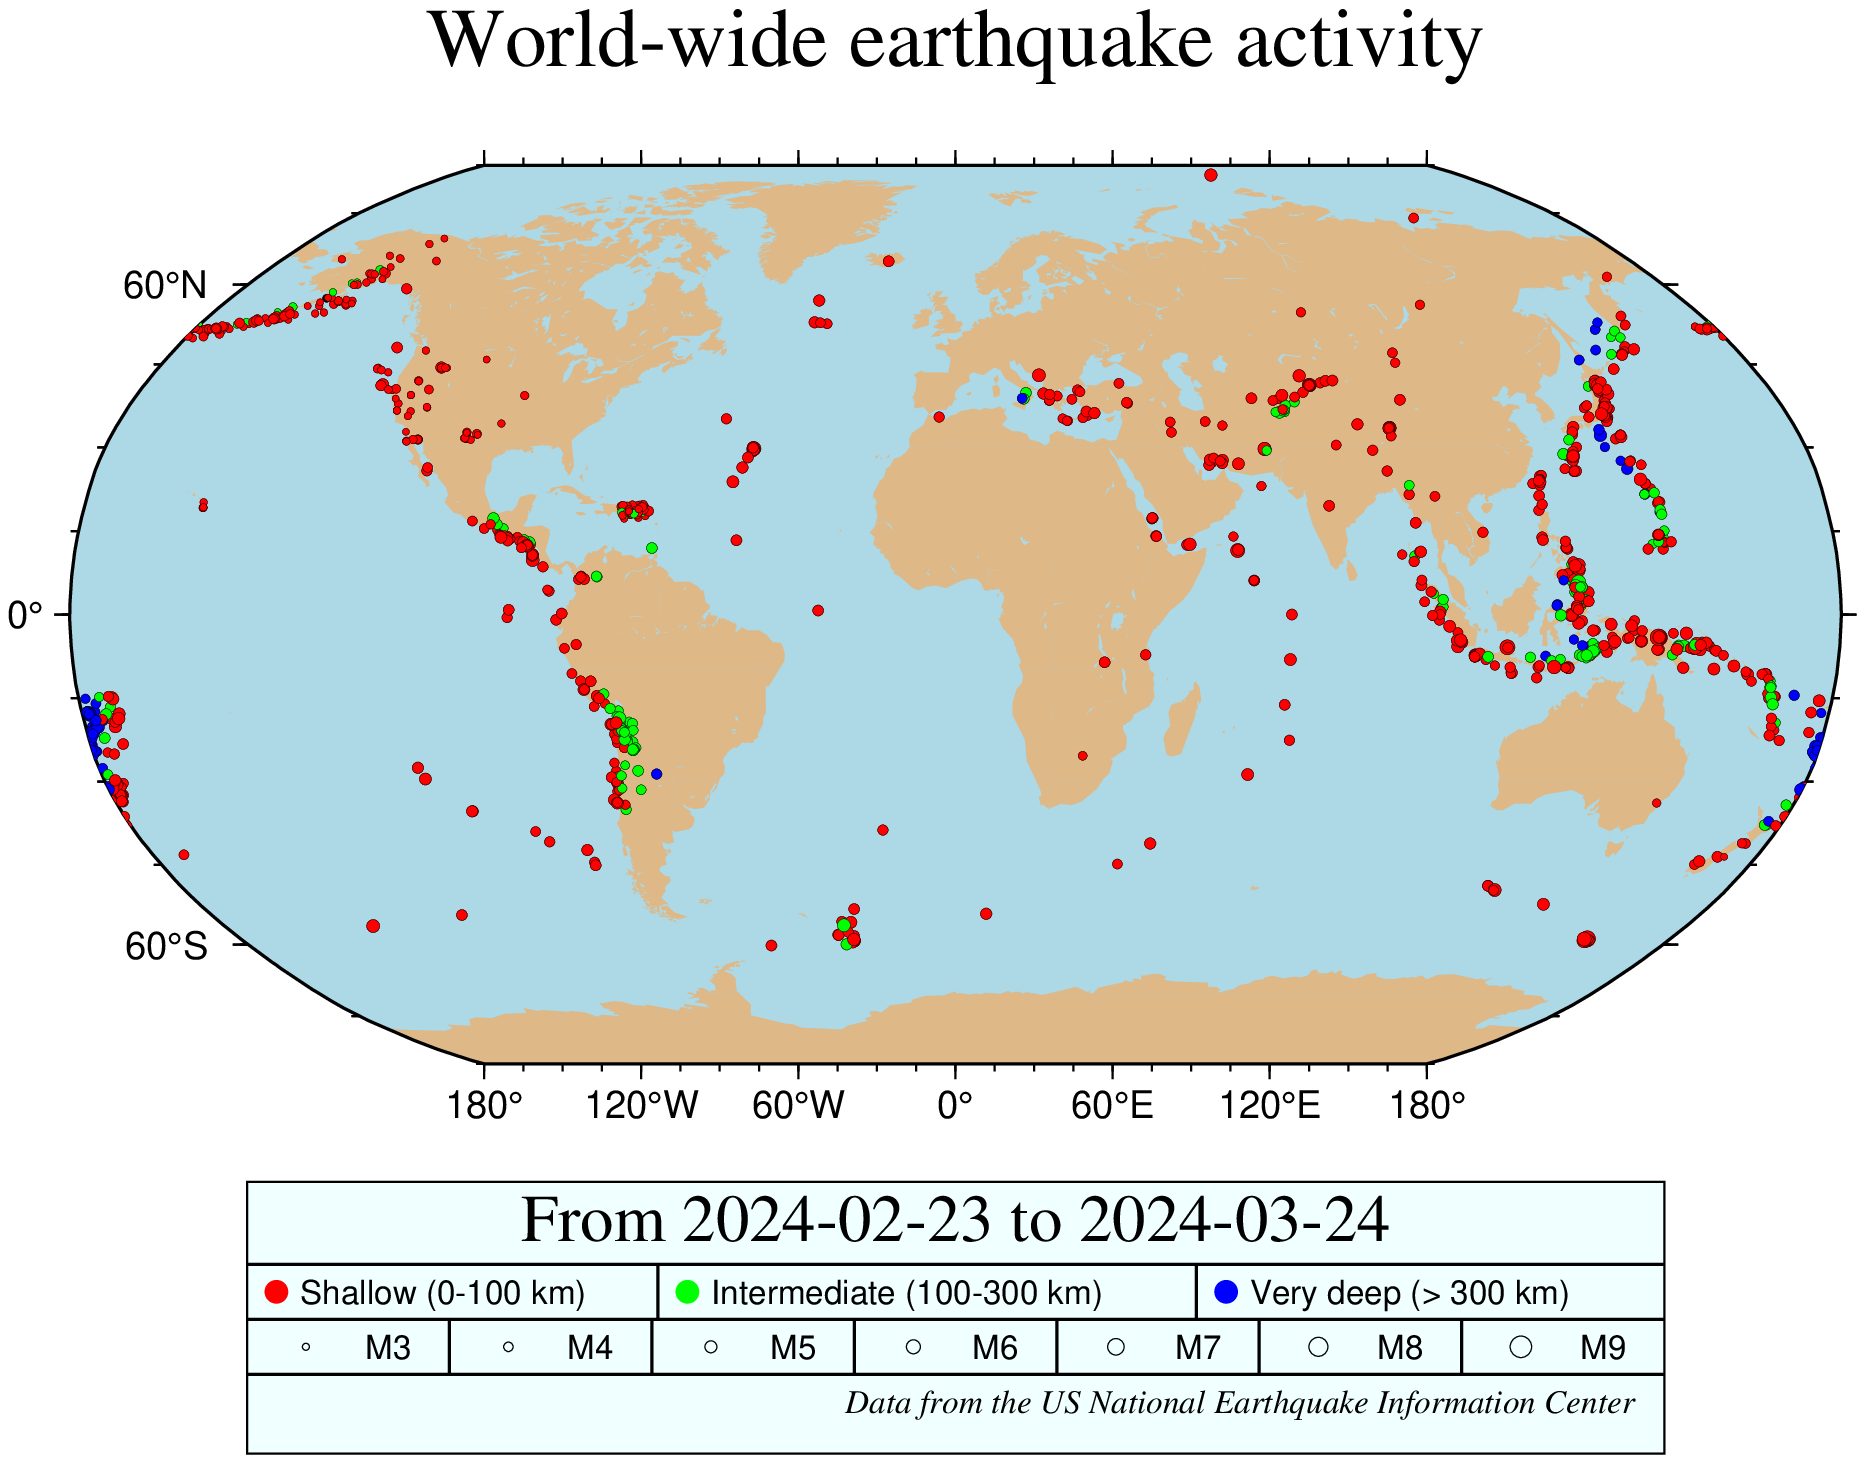 World-wide earthquake activity
60°N
0°
60°S
180° 120°W 60°W 0° 60°E 120°E 180°
From 2024-02-23 to 2024-03-24
Shallow (0-100 km) Intermediate (100-300 km) Very deep (> 300 km)
M3 M4 M5 M6 M7 M8 M9
Data from the US National Earthquake Information Center